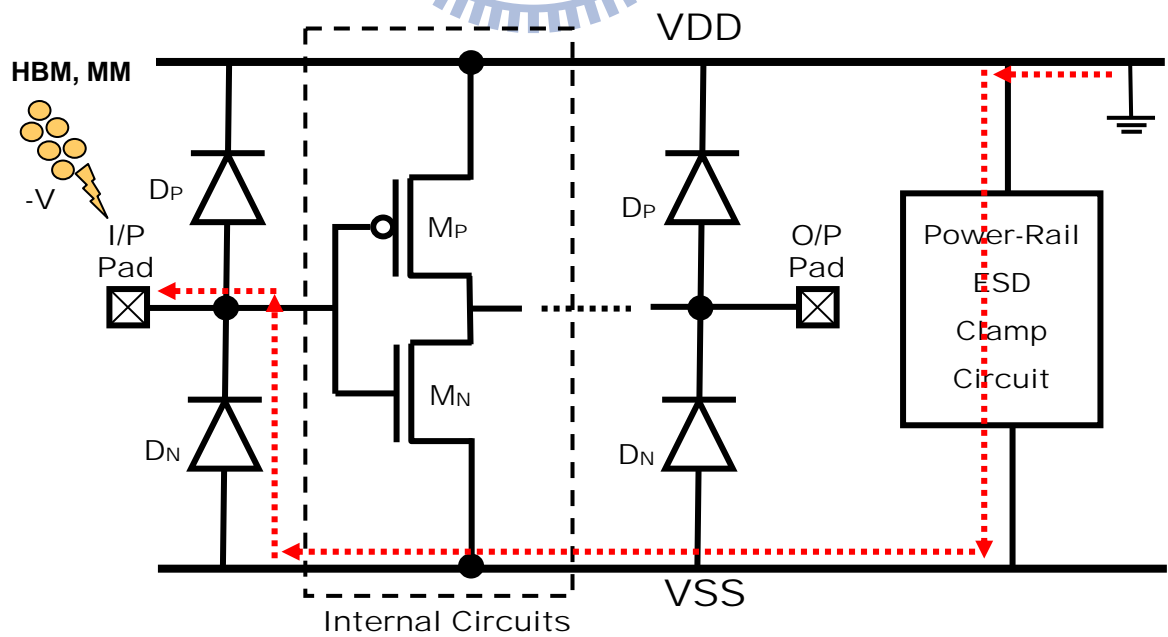 VDD
HBM, MM
-V
I/P
Pad
DP
DN
MP
MN
DP
DN
O/P
Pad
Power-Rail
ESD
Clamp
Circuit
VSS
Internal Circuits